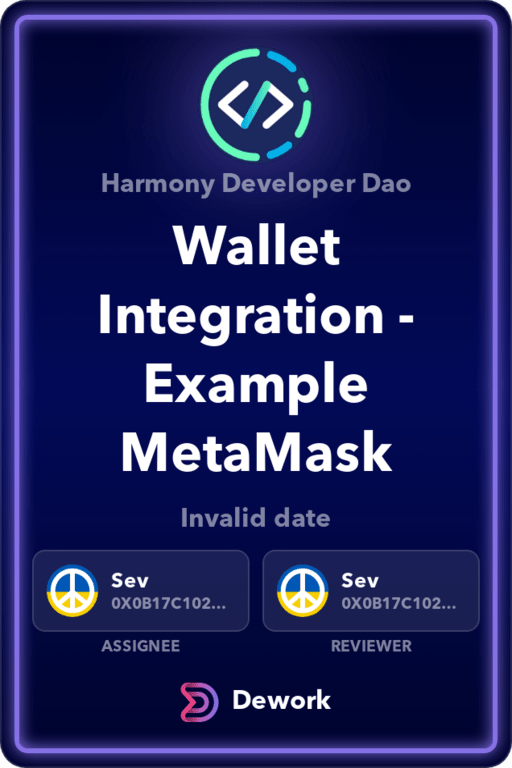 Harmony Developer Dao
Wallet
Integration -
Example
MetaMask
Invalid date
Sev
0X0B17C102...
ASSIGNEE
Sev
0X0B17C102...
REVIEWER
Dework